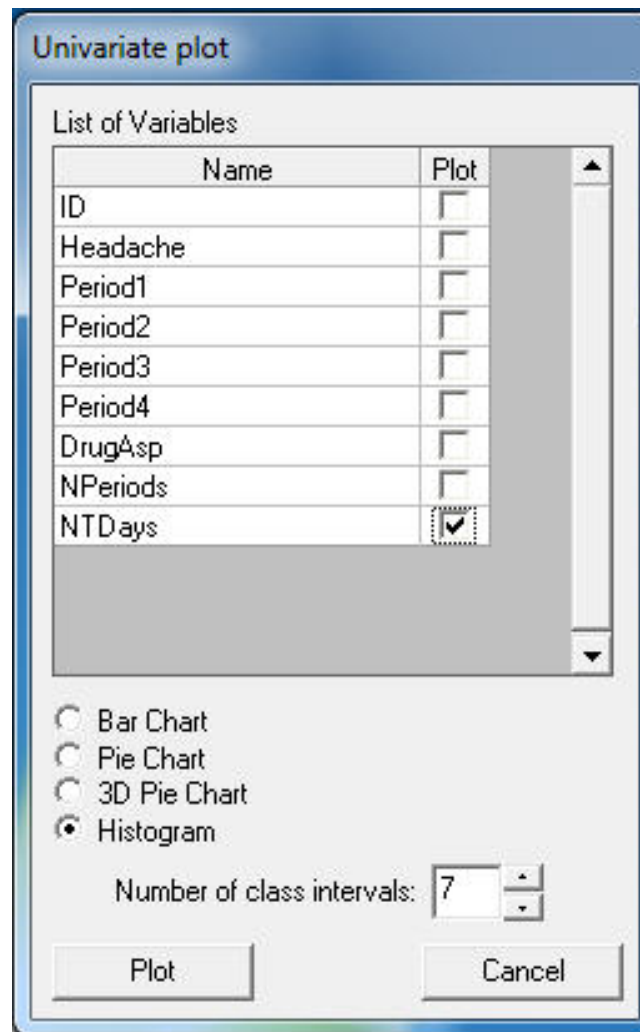 Univariate plot
List of Variables
Name Plot
ID
Headache
Period1
Period2
Period3
Period4
DrugAsp
NPeriods
NTDays
Bar Chart
Pie Chart
3D Pie Chart
Histogram
Number of class intervals: 7
Plot Cancel